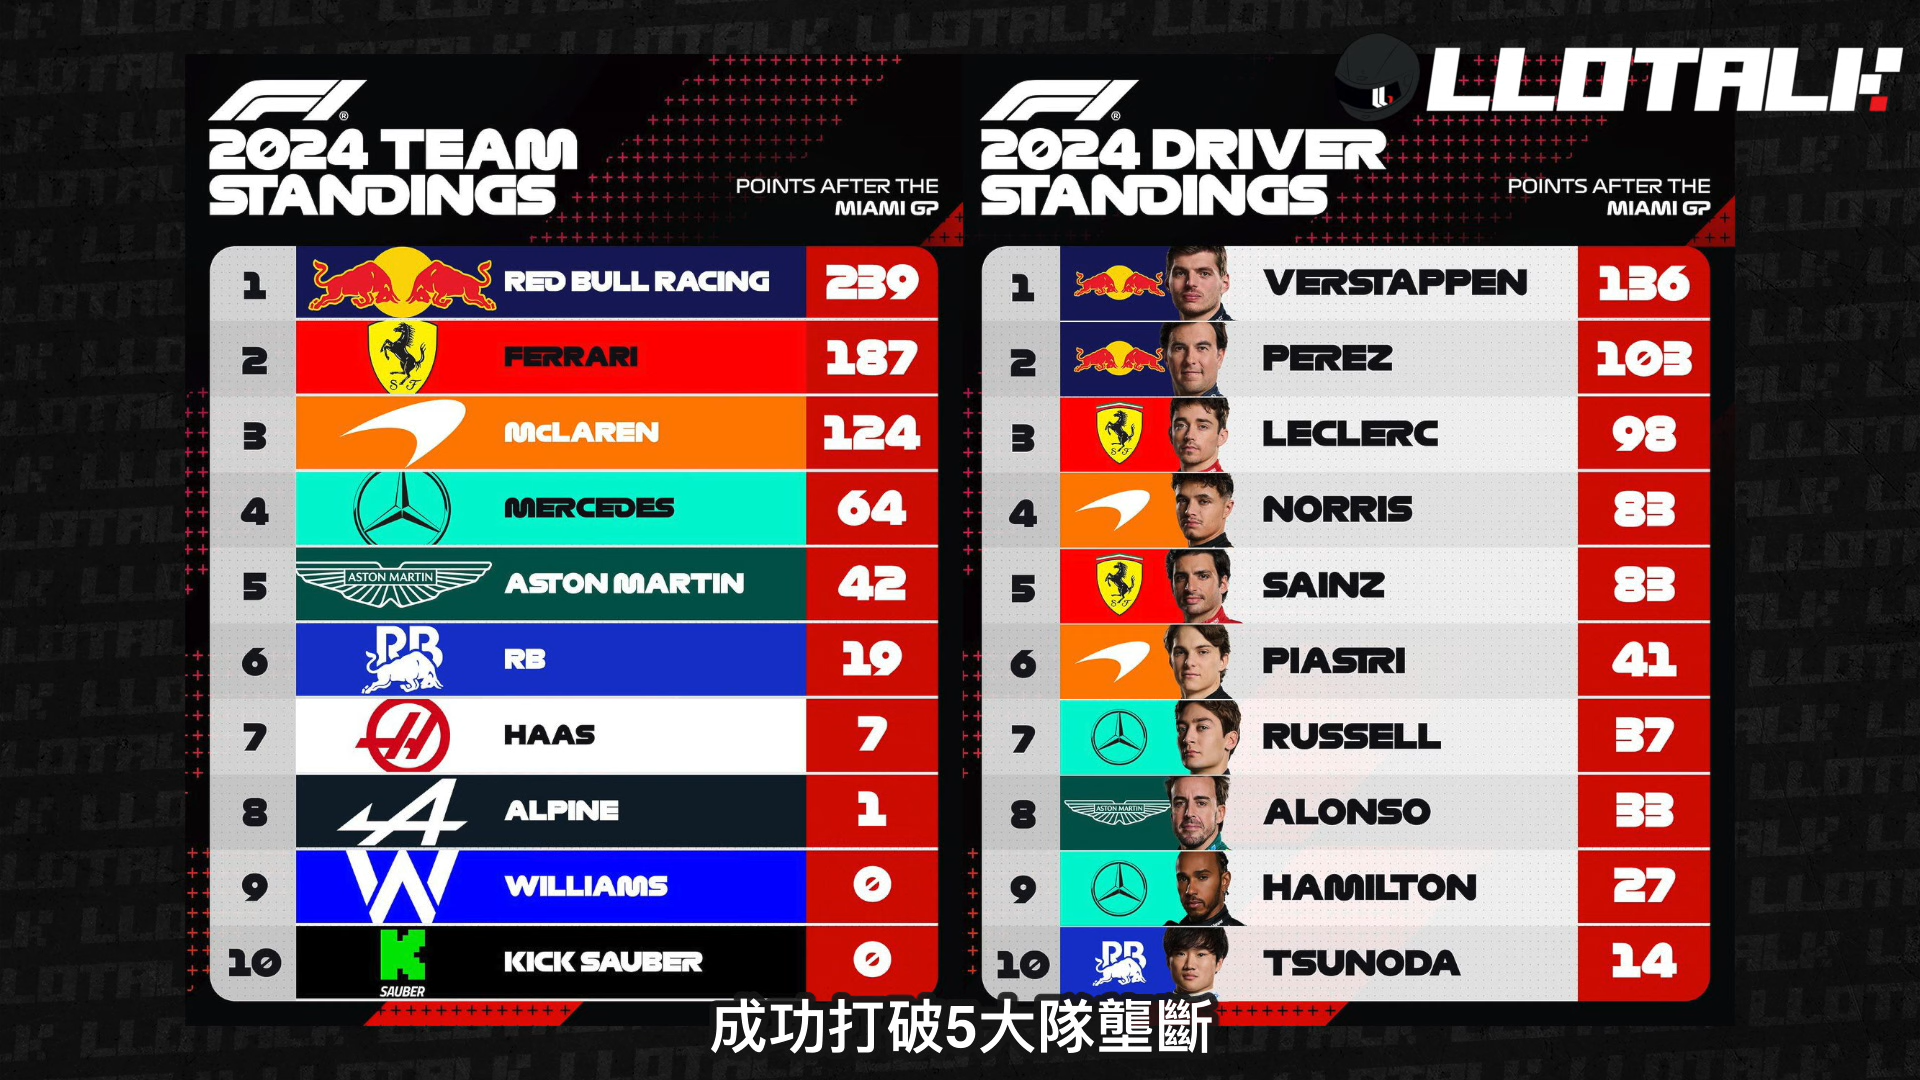 LLOTALK
F1®
2024 TEAM
STANDINGS
POINTS AFTER THE
MIAMI GP
1 RED BULL RACING 239
2 FERRARI 187
3 McLAREN 124
4 MERCEDES 64
5 ASTON MARTIN ASTON MARTIN 42
6 RB RB 19
7 HAAS 7
8 ALPINE 1
9 WILLIAMS 0
10 SAUBER KICK SAUBER 0
F1®
2024 DRIVER
STANDINGS
POINTS AFTER THE
MIAMI GP
1 VERSTAPPEN 136
2 PEREZ 103
3 LECLERC 98
4 NORRIS 83
5 SAINZ 83
6 PIASTRI 41
7 RUSSELL 37
8 ASTON MARTIN ALONSO 33
9 HAMILTON 27
10 RB TSUNODA 14
成功打破5大隊壟斷